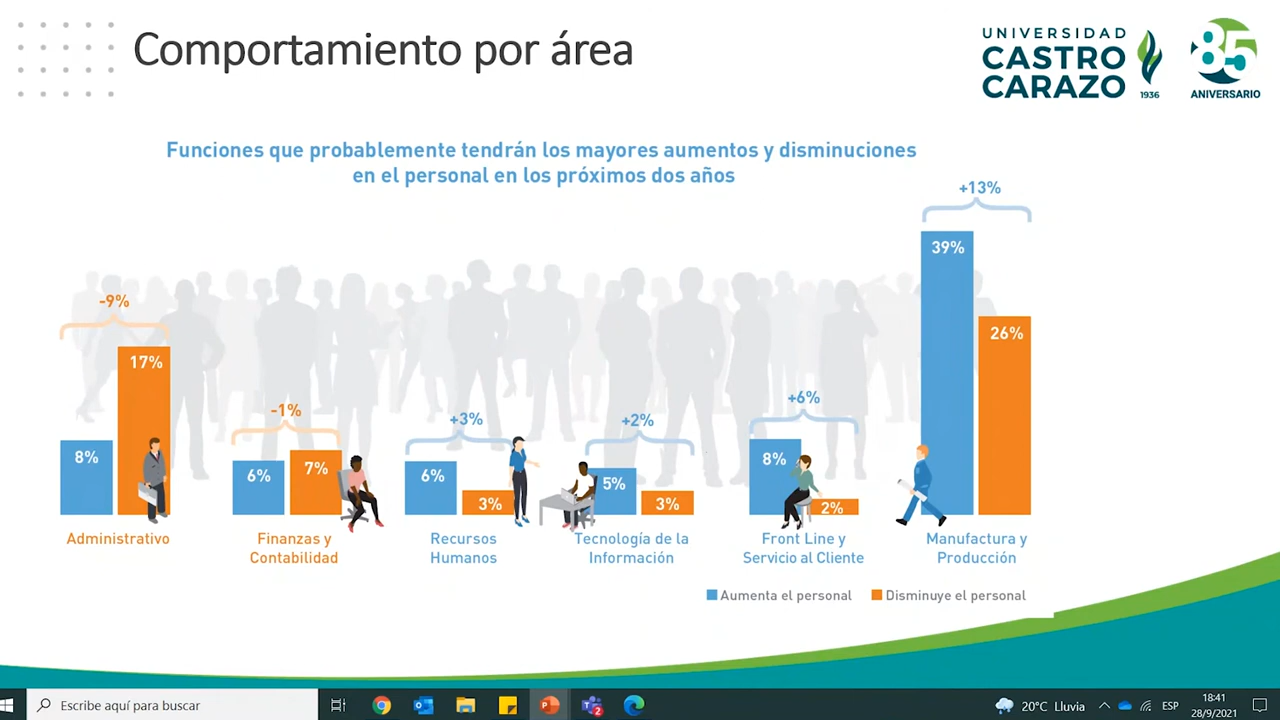 Comportamiento por área
UNIVERSIDAD
CASTRO
CARAZO
1936
85
ANIVERSARIO
Funciones que probablemente tendrán los mayores aumentos y disminuciones
en el personal en los próximos dos años
-9%
8%
17%
Administrativo
-1%
6%
7%
Finanzas y
Contabilidad
+3%
6%
3%
Recursos
Humanos
+2%
5%
3%
Tecnología de la
Información
+6%
8%
2%
Front Line y
Servicio al Cliente
+13%
39%
26%
Manufactura y
Producción
Aumenta el personal
Disminuye el personal
Escribe aquí para buscar
2
20°C Lluvia
ESP
18:41
28/9/2021